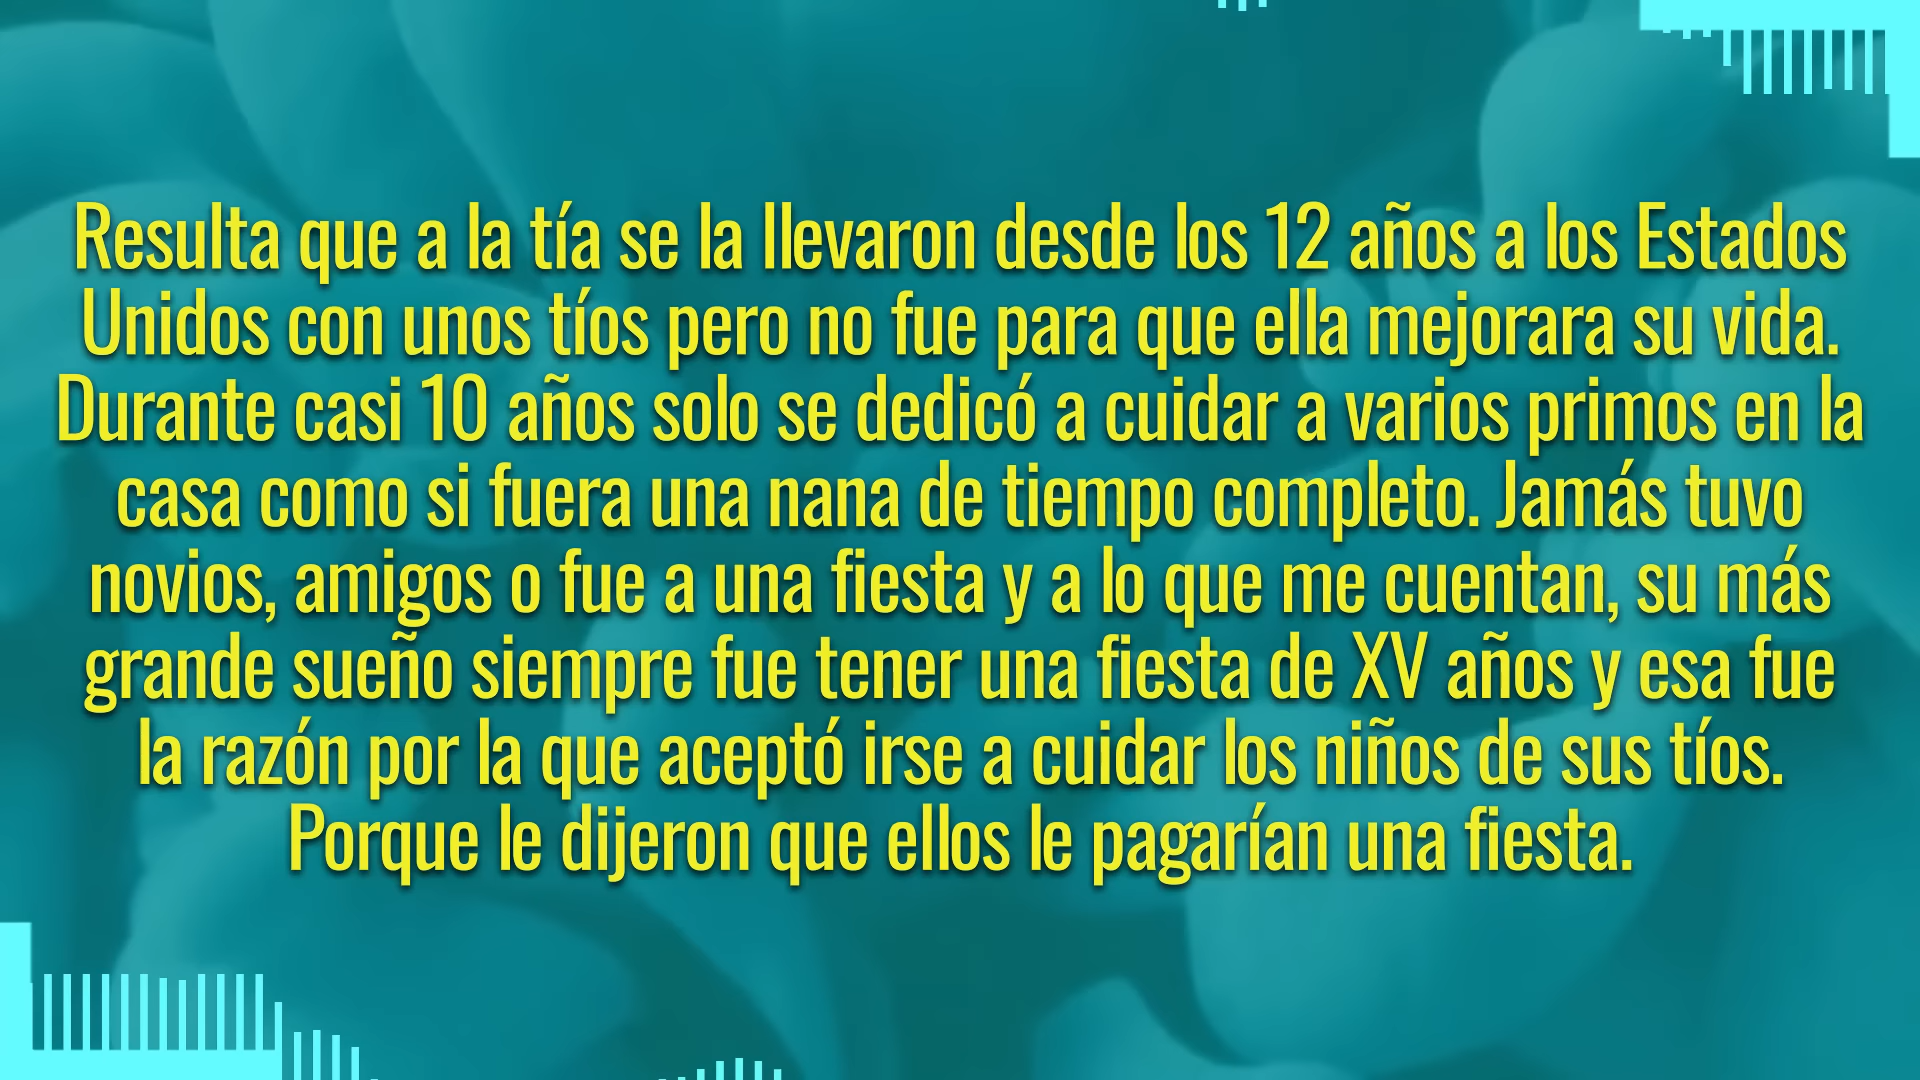 Resulta que a la tía se la llevaron desde los 12 años a los Estados
Unidos con unos tíos pero no fue para que ella mejorara su vida.
Durante casi 10 años solo se dedicó a cuidar a varios primos en la
casa como si fuera una nana de tiempo completo. Jamás tuvo
novios, amigos o fue a una fiesta y a lo que me cuentan, su más
grande sueño siempre fue tener una fiesta de XV años y esa fue
la razón por la que aceptó irse a cuidar los niños de sus tíos.
Porque le dijeron que ellos le pagarían una fiesta.